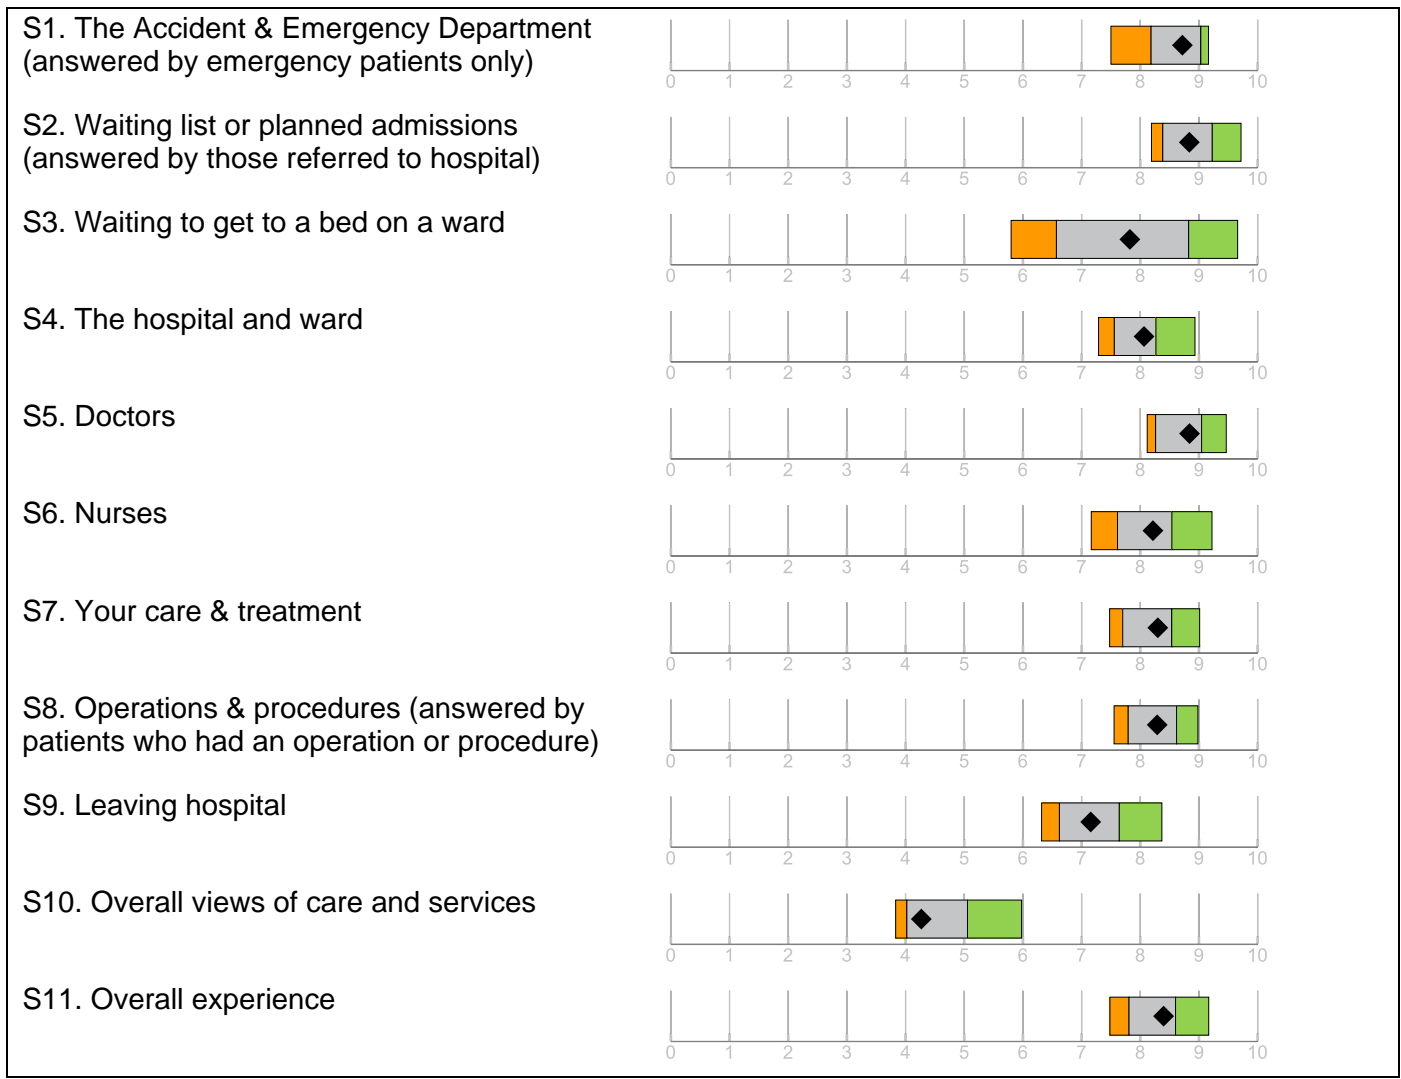 S1. The Accident & Emergency Department
(answered by emergency patients only)
0 1 2 3 4 5 6 7 8 9 10
S2. Waiting list or planned admissions
(answered by those referred to hospital)
0 1 2 3 4 5 6 7 8 9 10
S3. Waiting to get to a bed on a ward
0 1 2 3 4 5 6 7 8 9 10
S4. The hospital and ward
0 1 2 3 4 5 6 7 8 9 10
S5. Doctors
0 1 2 3 4 5 6 7 8 9 10
S6. Nurses
0 1 2 3 4 5 6 7 8 9 10
S7. Your care & treatment
0 1 2 3 4 5 6 7 8 9 10
S8. Operations & procedures (answered by
patients who had an operation or procedure)
0 1 2 3 4 5 6 7 8 9 10
S9. Leaving hospital
0 1 2 3 4 5 6 7 8 9 10
S10. Overall views of care and services
0 1 2 3 4 5 6 7 8 9 10
S11. Overall experience
0 1 2 3 4 5 6 7 8 9 10